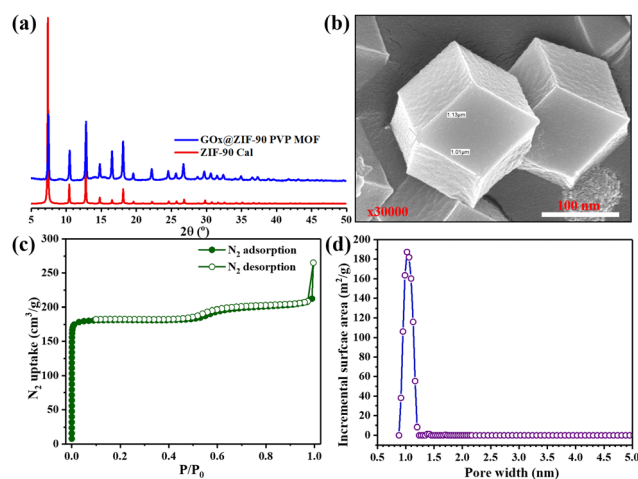 (a)
GOx@ZIF-90 PVP MOF
ZIF-90 Cal
5 10 15 20 25 30 35 40 45 50
2θ (°)
(b)
1.13µm
1.01µm
x30000
100 nm
(c)
N2 adsorption
N2 desorption
N2 uptake (cm3/g)
300
250
200
150
100
50
0
0.0 0.2 0.4 0.6 0.8 1.0
P/P0
(d)
Incremental surfcae area (m2/g)
200
180
160
140
120
100
80
60
40
20
0
0.5 1.0 1.5 2.0 2.5 3.0 3.5 4.0 4.5 5.0
Pore width (nm)